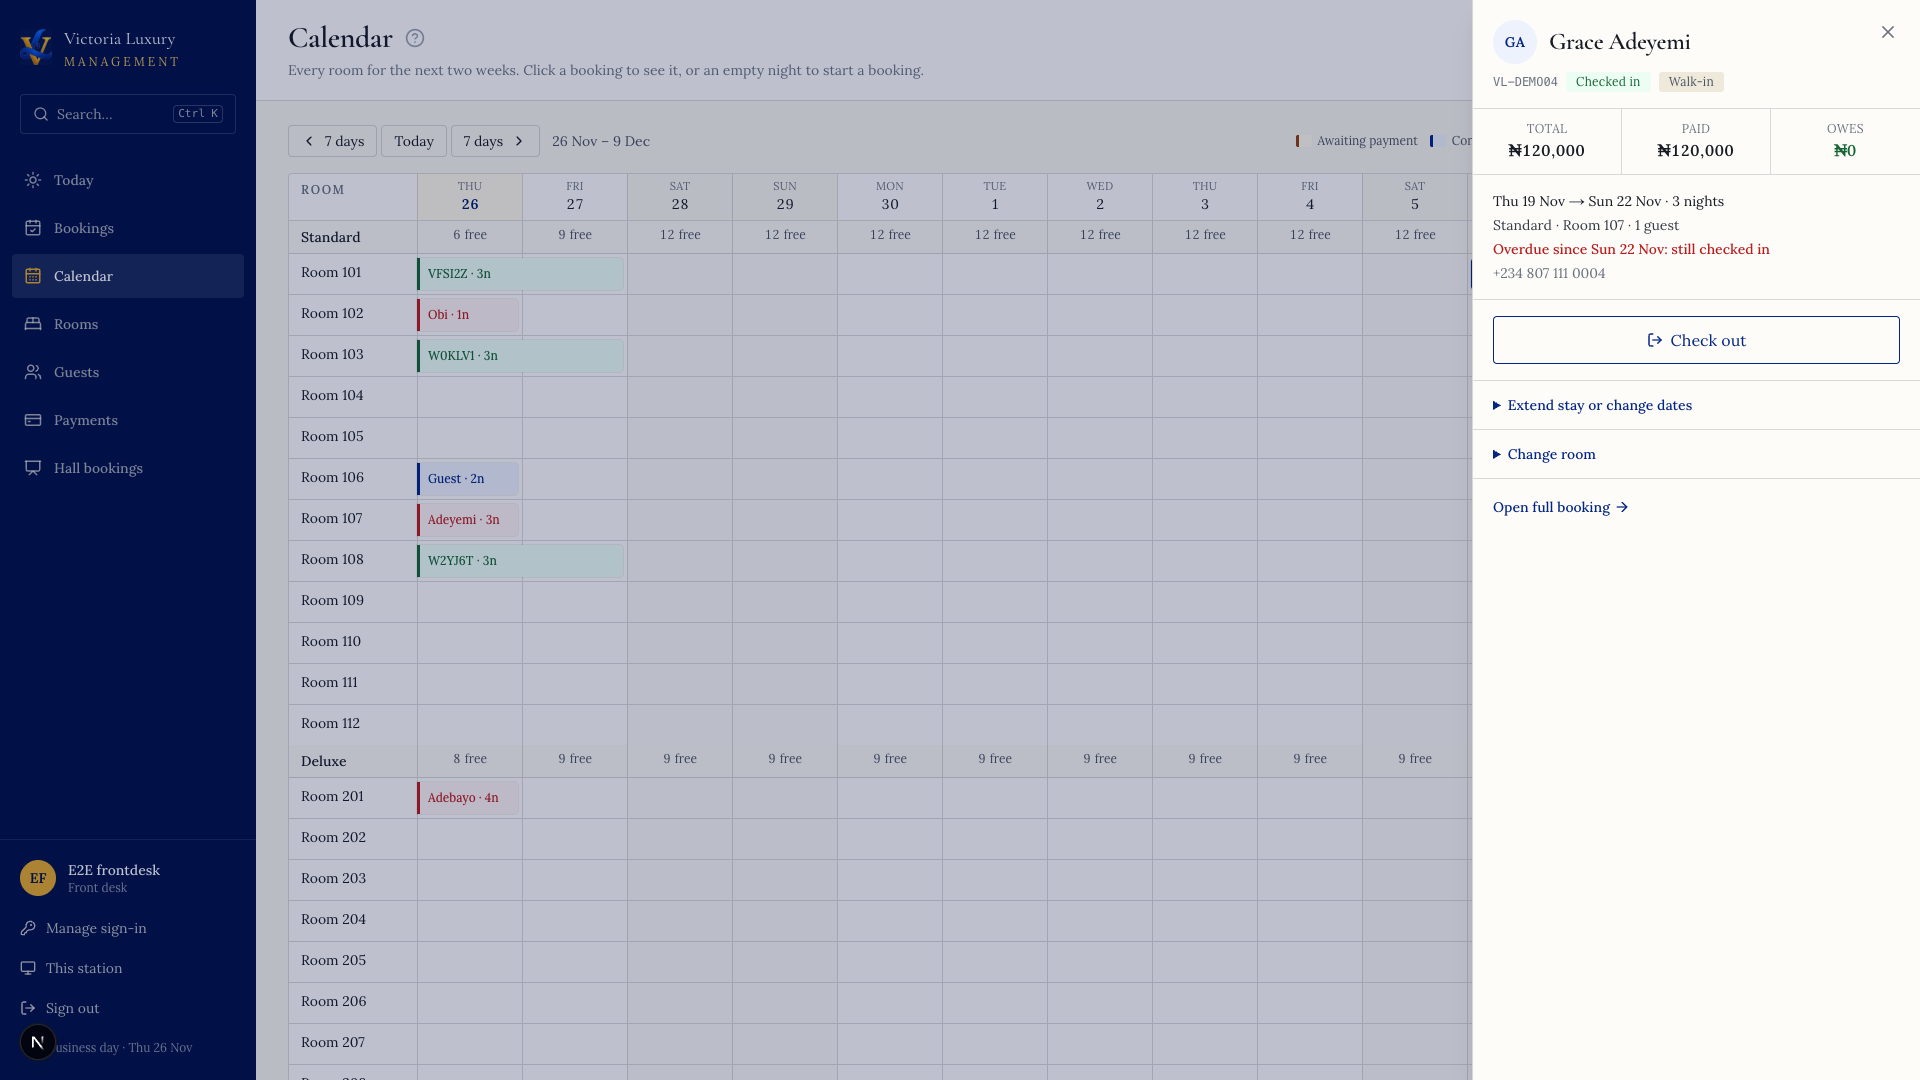 Victoria Luxury
MANAGEMENT
Search...
Ctrl K
Today
Bookings
Calendar
Rooms
Guests
Payments
Hall bookings
EF
E2E frontdesk
Front desk
Manage sign-in
This station
Sign out
N
usiness day · Thu 26 Nov
Calendar ?
Every room for the next two weeks. Click a booking to see it, or an empty night to start a booking.
7 days
Today
7 days
26 Nov – 9 Dec
Awaiting payment
Con
ROOM
THU 26
FRI 27
SAT 28
SUN 29
MON 30
TUE 1
WED 2
THU 3
FRI 4
SAT 5
Standard 6 free 9 free 12 free 12 free 12 free 12 free 12 free 12 free 12 free 12 free
Room 101 VFSI2Z · 3n
Room 102 Obi · 1n
Room 103 W0KLV1 · 3n
Room 104
Room 105
Room 106 Guest · 2n
Room 107 Adeyemi · 3n
Room 108 W2YJ6T · 3n
Room 109
Room 110
Room 111
Room 112
Deluxe 8 free 9 free 9 free 9 free 9 free 9 free 9 free 9 free 9 free 9 free
Room 201 Adebayo · 4n
Room 202
Room 203
Room 204
Room 205
Room 206
Room 207
GA
Grace Adeyemi
VL-DEMO04 Checked in Walk-in
TOTAL
₦120,000
PAID
₦120,000
OWES
₦0
Thu 19 Nov → Sun 22 Nov · 3 nights
Standard · Room 107 · 1 guest
Overdue since Sun 22 Nov: still checked in
+234 807 111 0004
Check out
Extend stay or change dates
Change room
Open full booking →